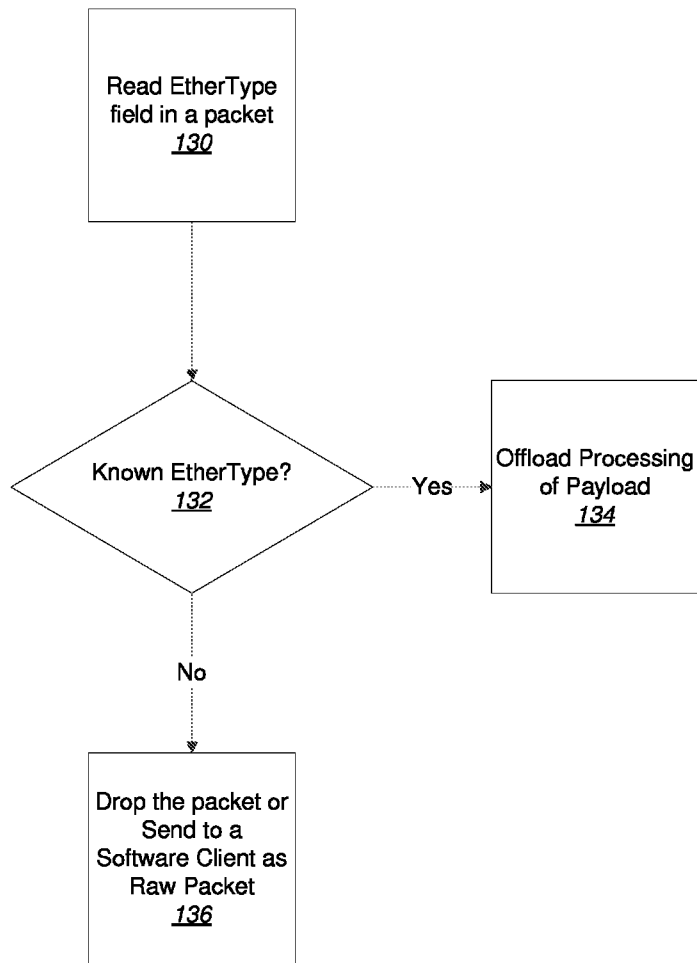 Read EtherType
field in a packet
130
Known EtherType?
132
Yes
Offload Processing
of Payload
134
No
Drop the packet or
Send to a
Software Client as
Raw Packet
136